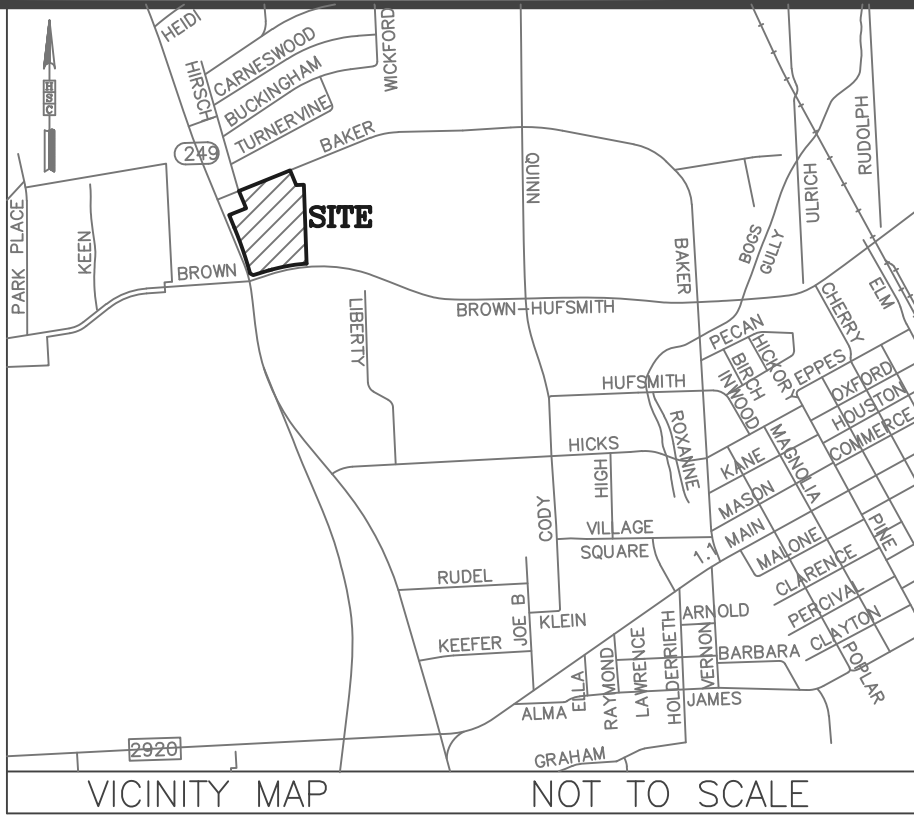 HEIDI
HIRSCH
CARNESWOOD
WICKFORD
BUCKINGHAM
TURNERVINE
BAKER
249
HSC
SITE
QUINN
ULRICH
RUDOLPH
PARK PLACE
KEEN
BROWN
BOGS
GULLY
BAKER
LIBERTY
BROWN-HUFSMITH
CHERRY
ELM
PECAN
HICKORY
BIRCH
INWOOD
EPPES
OXFORD
HOUSTON
COMMERCE
HUFSMITH
ROXANNE
HICKS
HIGH
KANE
MAGNOLIA
MASON
MAIN
PINE
CODY
VILLAGE
SQUARE
1.1
MALONE
CLARENCE
PERCIVAL
CLAYTON
POPLAR
RUDEL
JOE B
KLEIN
KEEFER
ARNOLD
VERNON
BARBARA
HOLDERRIETH
LAWRENCE
RAYMOND
ELLA
ALMA
JAMES
GRAHAM
2920
VICINITY MAP
NOT TO SCALE